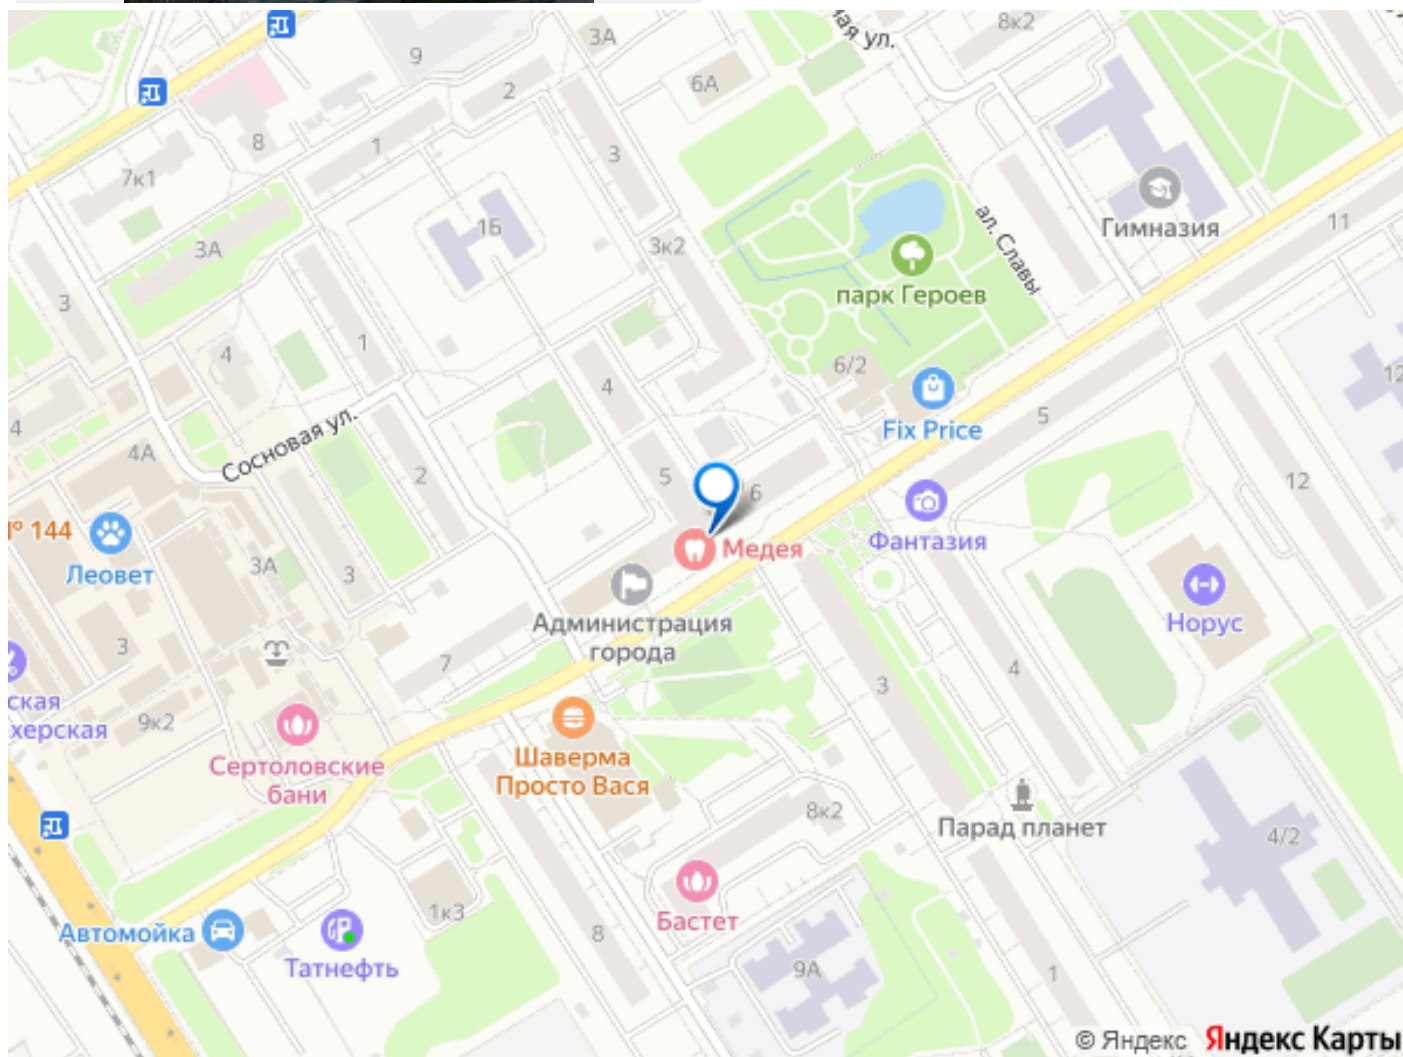 ная ул.
8к2
3А
9
6А
2
8
1
3
7к1
Гимназия
1Б
11
3А
3к2
ал. Славы
парк Героев
3
1
4
6/2
4
12
Fix Price
5
4
Сосновая ул.
4А
2
5
6
12
№ 144
Леовет
Медея
Фантазия
3А
3
Администрация
города
Норус
3
7
3
4
ская
херская
9к2
Сертоловские
бани
Шаверма
Просто Вася
8к2
Парад планет
4/2
Автомойка
1к3
Бастет
Татнефть
8
9А
1
© Яндекс Яндекс Карты